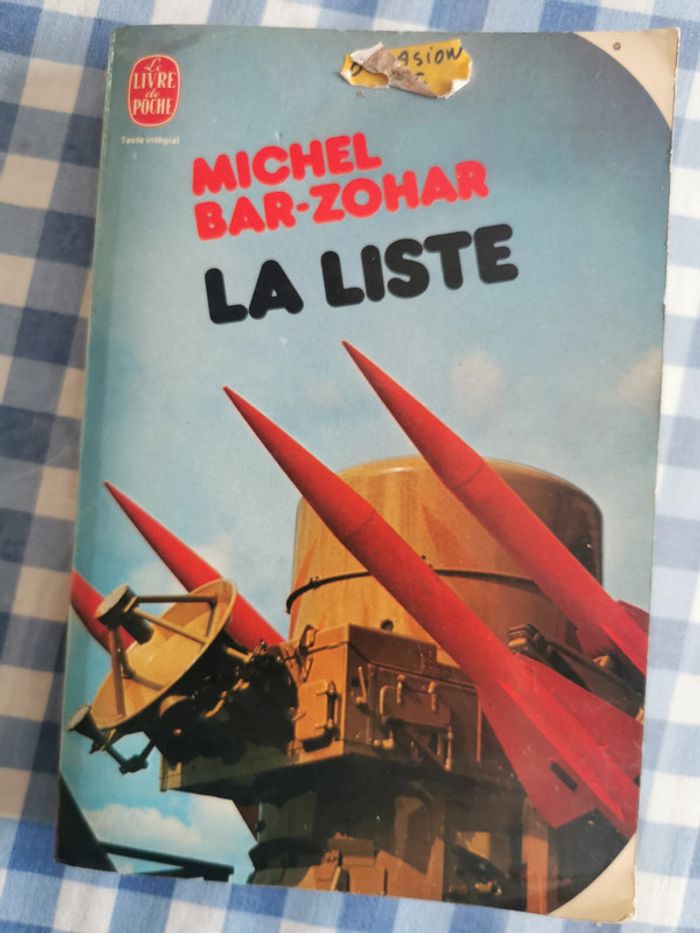 Le
LIVRE
de
POCHE
Texte intégral
MICHEL
BAR-ZOHAR
LA LISTE